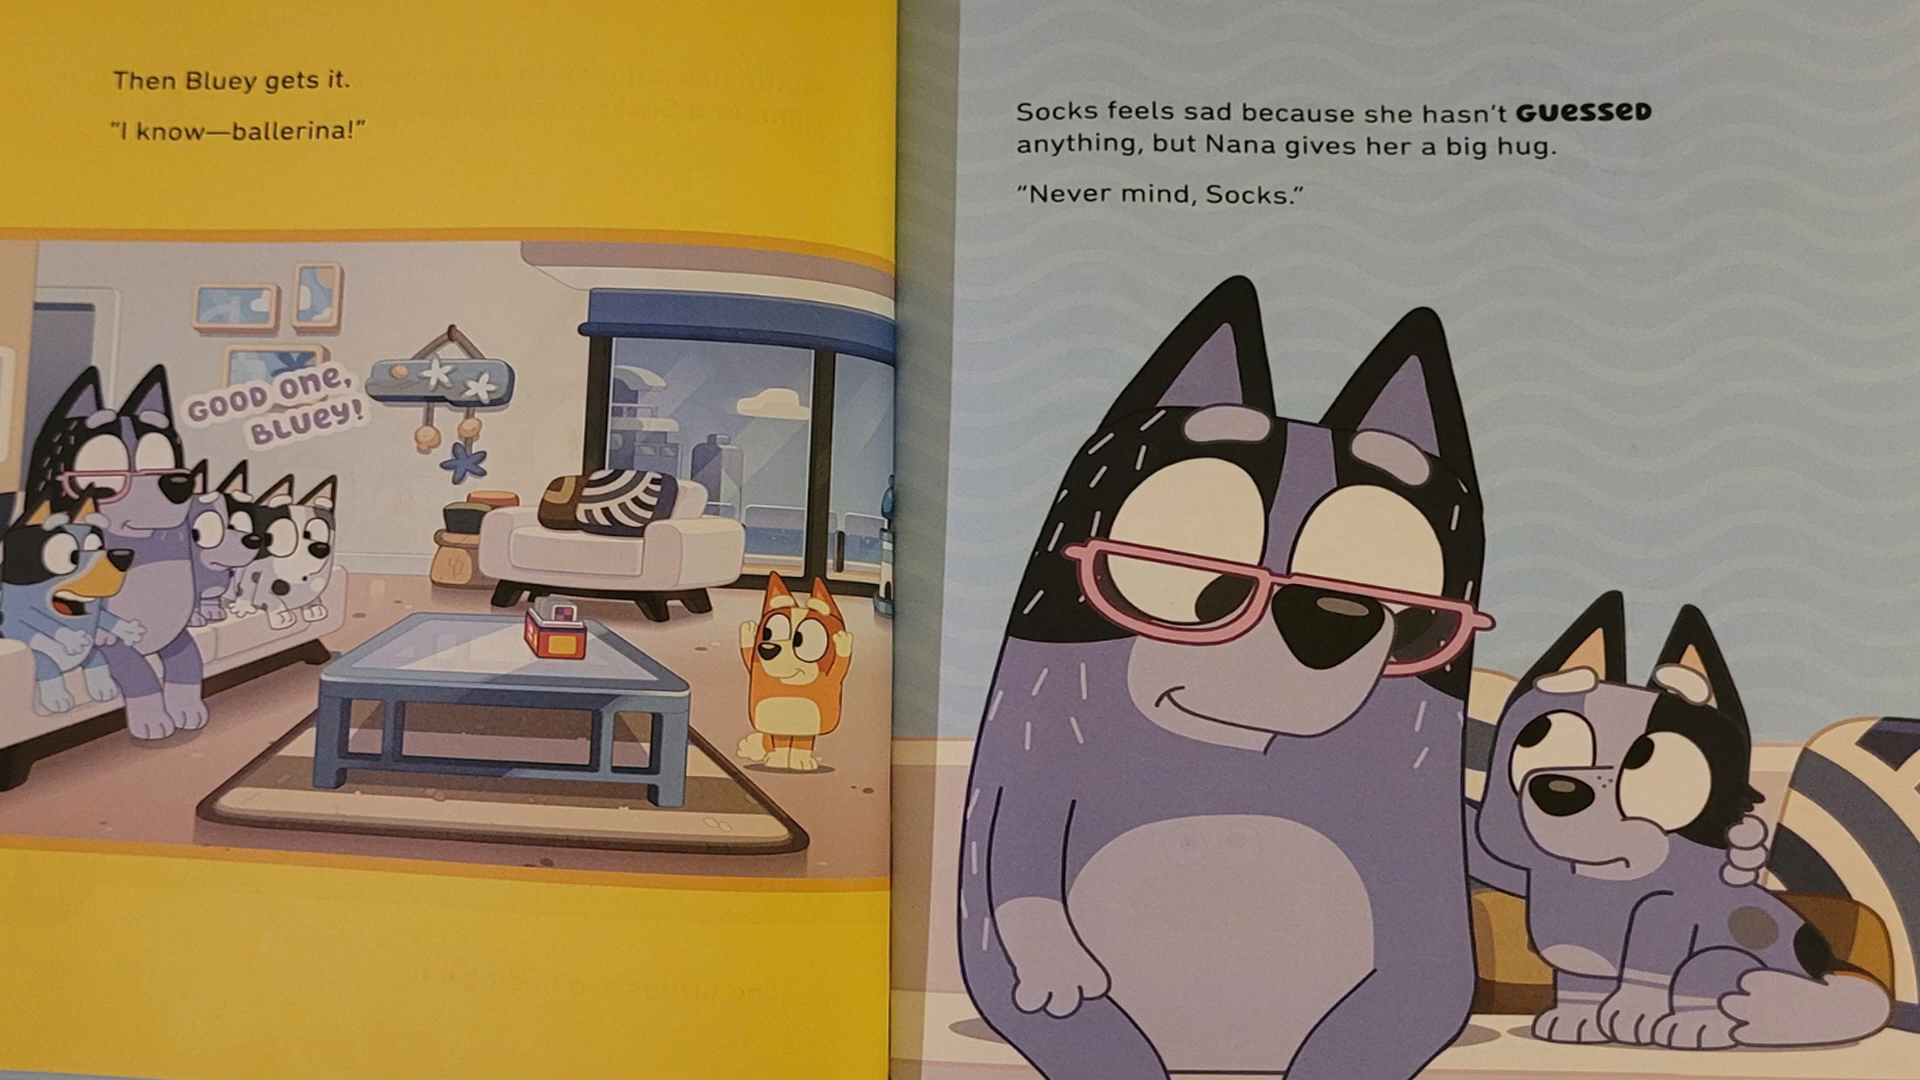 Then Bluey gets it.
"I know—ballerina!"
GOOD ONe,
BLUeY!
Socks feels sad because she hasn't GUeSSeD
anything, but Nana gives her a big hug.
"Never mind, Socks."